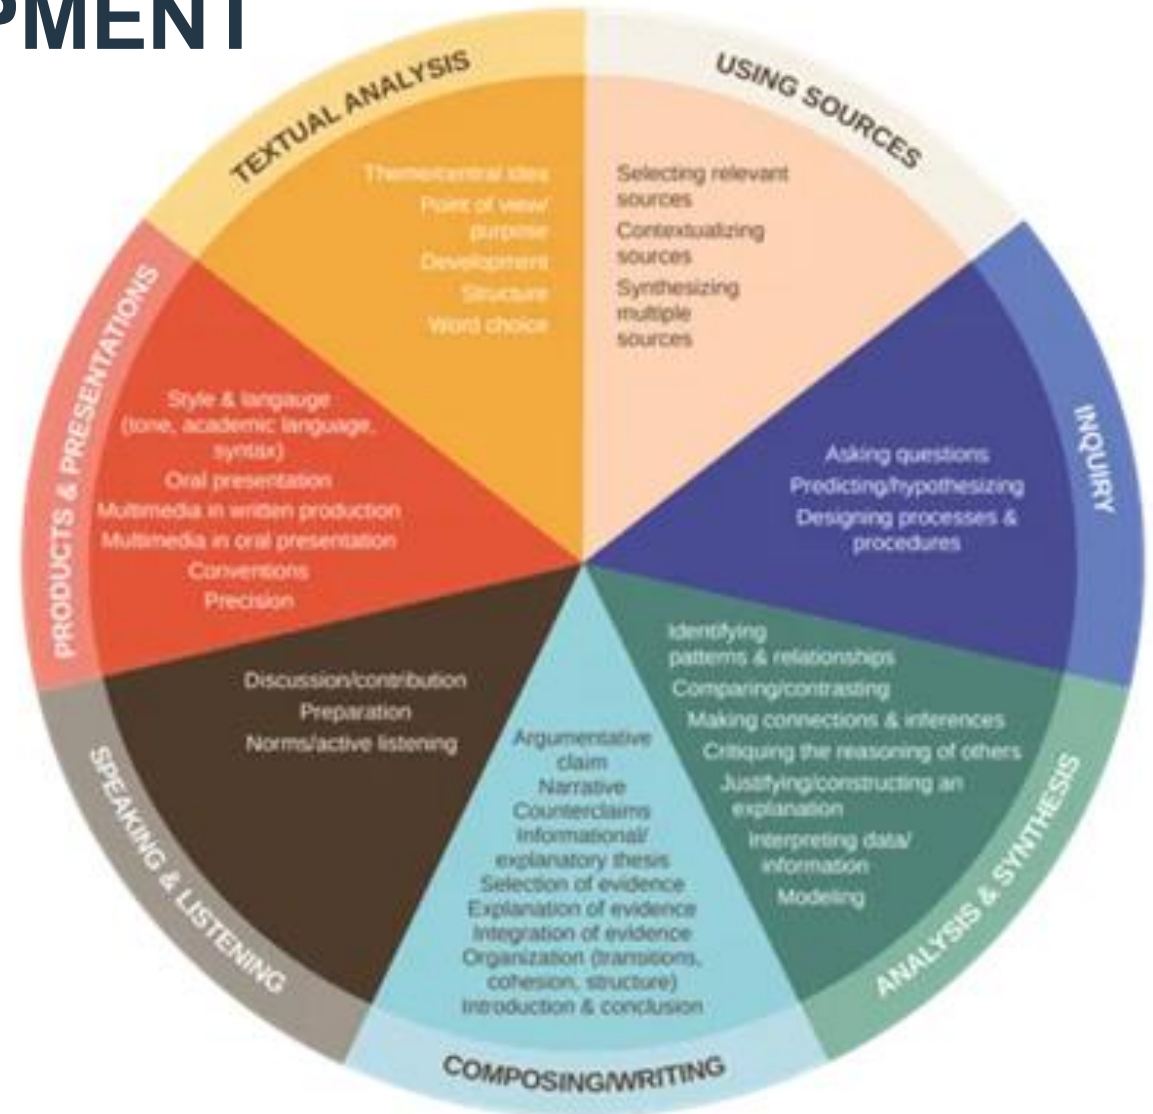 PMENT
TEXTUAL ANALYSIS
Theme/central idea
Point of view/
purpose
Development
Structure
Word choice
USING SOURCES
Selecting relevant
sources
Contextualizing
sources
Synthesizing
multiple
sources
INQUIRY
Asking questions
Predicting/hypothesizing
Designing processes &
procedures
ANALYSIS & SYNTHESIS
Identifying
patterns & relationships
Comparing/contrasting
Making connections & inferences
Critiquing the reasoning of others
Justifying/constructing an
explanation
Interpreting data/
information
Modeling
COMPOSING/WRITING
Argumentative
claim
Narrative
Counterclaims
Informational/
explanatory thesis
Selection of evidence
Explanation of evidence
Integration of evidence
Organization (transitions,
cohesion, structure)
Introduction & conclusion
SPEAKING & LISTENING
Discussion/contribution
Preparation
Norms/active listening
PRODUCTS & PRESENTATIONS
Style & langauge
(tone, academic language,
syntax)
Oral presentation
Multimedia in written production
Multimedia in oral presentation
Conventions
Precision